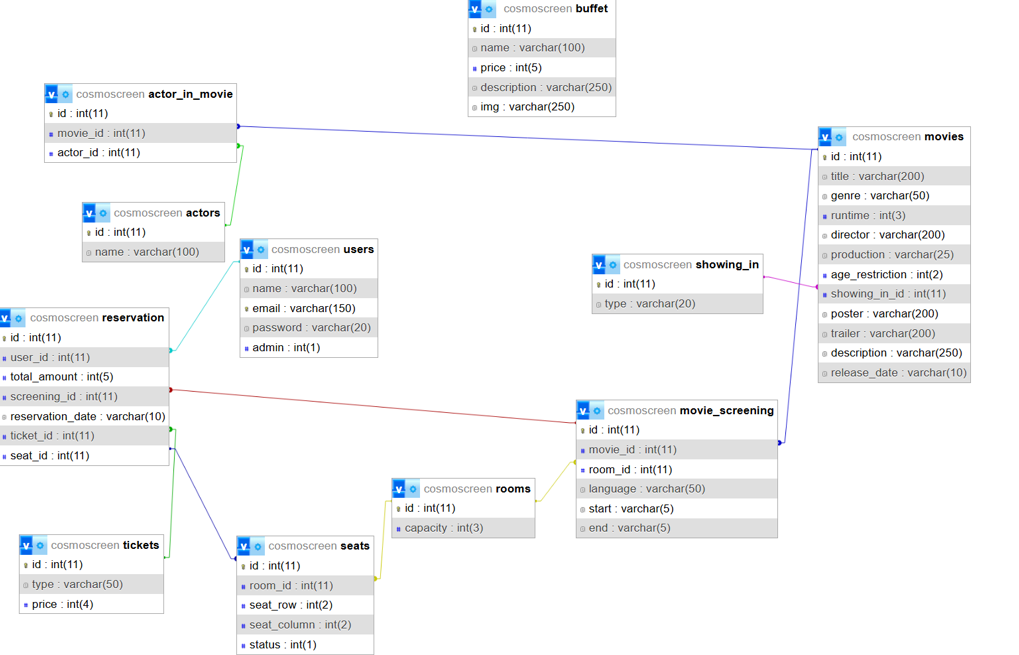 cosmoscreen buffet
id : int(11)
name : varchar(100)
price : int(5)
description : varchar(250)
img : varchar(250)
cosmoscreen actor_in_movie
id : int(11)
movie_id : int(11)
actor_id : int(11)
cosmoscreen movies
id : int(11)
title : varchar(200)
genre : varchar(50)
runtime : int(3)
director : varchar(200)
production : varchar(25)
age_restriction : int(2)
showing_in_id : int(11)
poster : varchar(200)
trailer : varchar(200)
description : varchar(250)
release_date : varchar(10)
cosmoscreen actors
id : int(11)
name : varchar(100)
cosmoscreen users
id : int(11)
name : varchar(100)
email : varchar(150)
password : varchar(20)
admin : int(1)
cosmoscreen showing_in
id : int(11)
type : varchar(20)
cosmoscreen reservation
id : int(11)
user_id : int(11)
total_amount : int(5)
screening_id : int(11)
reservation_date : varchar(10)
ticket_id : int(11)
seat_id : int(11)
cosmoscreen movie_screening
id : int(11)
movie_id : int(11)
room_id : int(11)
language : varchar(50)
start : varchar(5)
end : varchar(5)
cosmoscreen rooms
id : int(11)
capacity : int(3)
cosmoscreen tickets
id : int(11)
type : varchar(50)
price : int(4)
cosmoscreen seats
id : int(11)
room_id : int(11)
seat_row : int(2)
seat_column : int(2)
status : int(1)